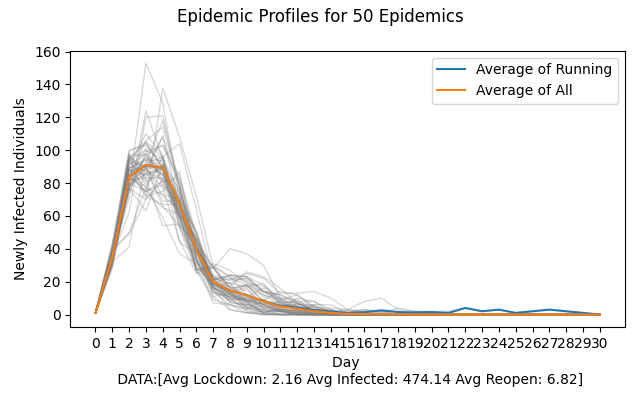 Epidemic Profiles for 50 Epidemics
160
140
120
100
80
60
40
20
0
Newly Infected Individuals
Average of Running
Average of All
0 1 2 3 4 5 6 7 8 9 10 11 12 13 14 15 16 17 18 19 20 21 22 23 24 25 26 27 28 29 30
Day
DATA:[Avg Lockdown: 2.16 Avg Infected: 474.14 Avg Reopen: 6.82]